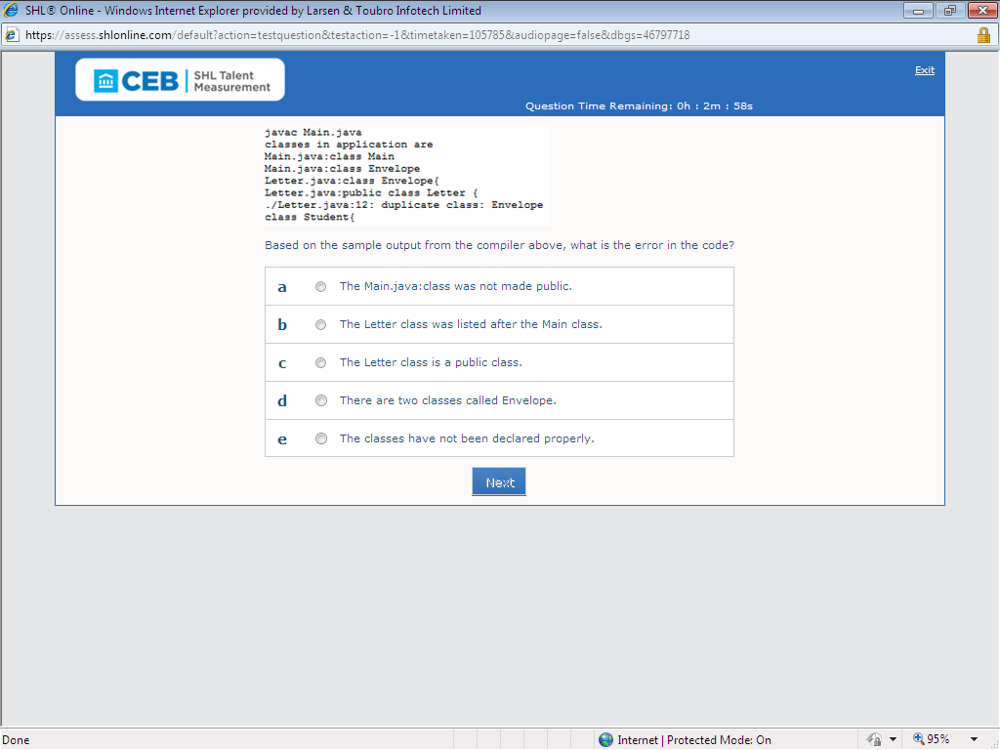 SHL® Online - Windows Internet Explorer provided by Larsen & Toubro Infotech Limited
https://assess.shlonline.com/default?action=testquestion&testaction=-1&timetaken=105785&audiopage=false&dbgs=46797718
CEB SHL Talent Measurement
Exit
Question Time Remaining: 0h : 2m : 58s
javac Main.java
classes in application are
Main.java:class Main
Main.java:class Envelope
Letter.java:class Envelope{
Letter.java:public class Letter {
./Letter.java:12: duplicate class: Envelope
class Student{
Based on the sample output from the compiler above, what is the error in the code?
a The Main.java:class was not made public.
b The Letter class was listed after the Main class.
c The Letter class is a public class.
d There are two classes called Envelope.
e The classes have not been declared properly.
Next
Done
Internet | Protected Mode: On
95%